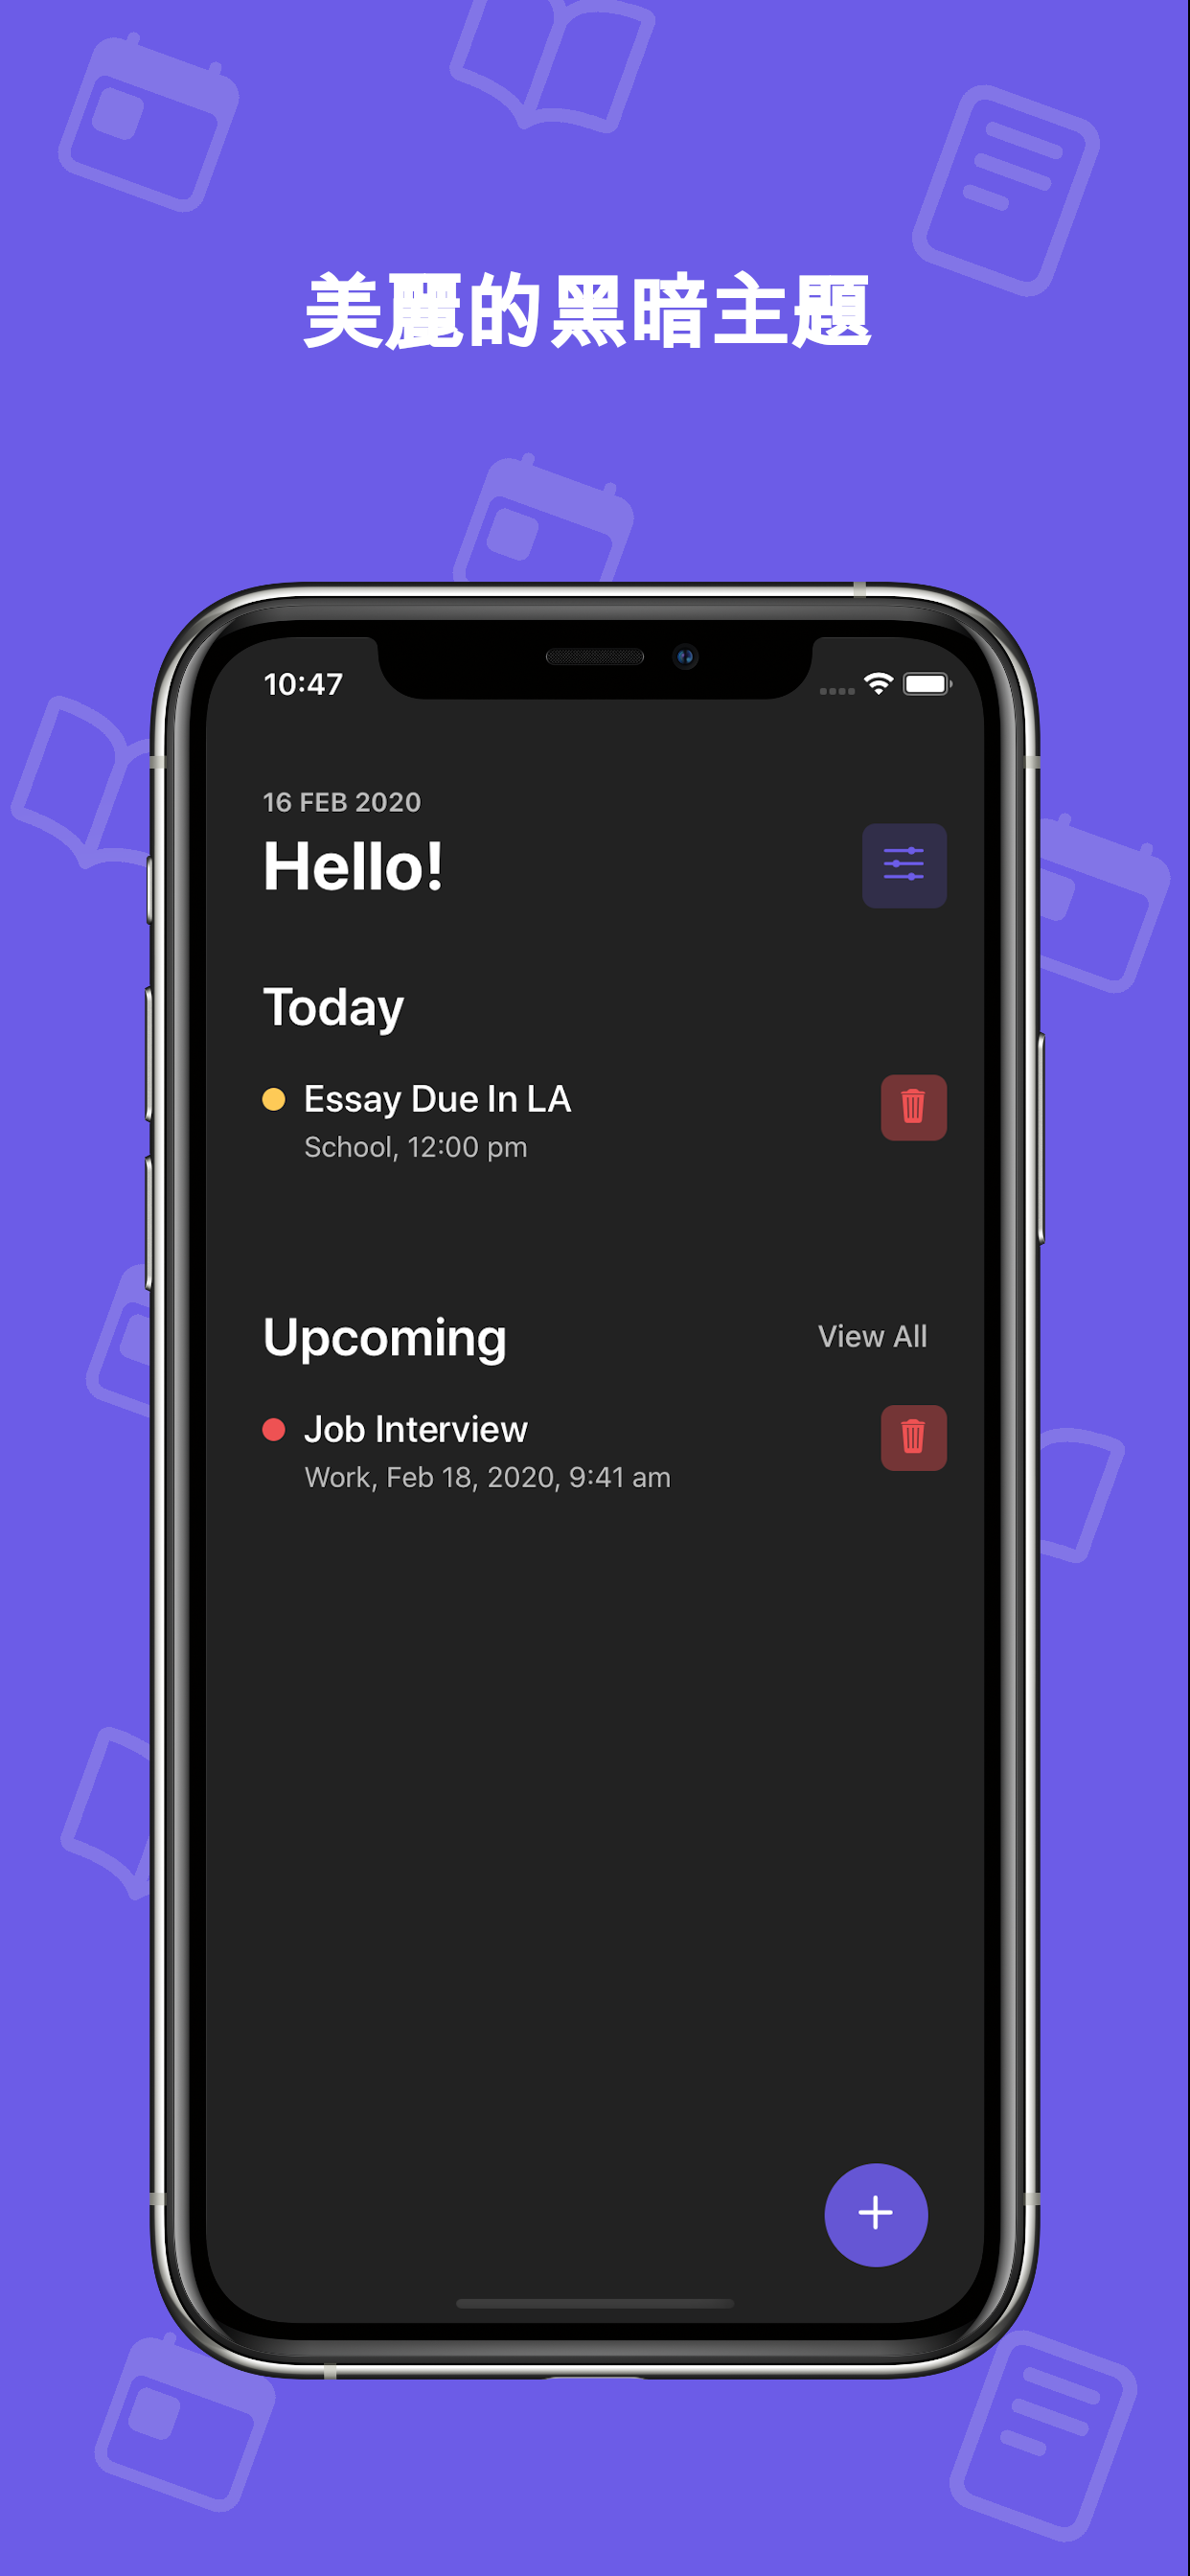 美麗的黑暗主題
10:47
16 FEB 2020
Hello!
Today
Essay Due In LA
School, 12:00 pm
Upcoming
View All
Job Interview
Work, Feb 18, 2020, 9:41 am